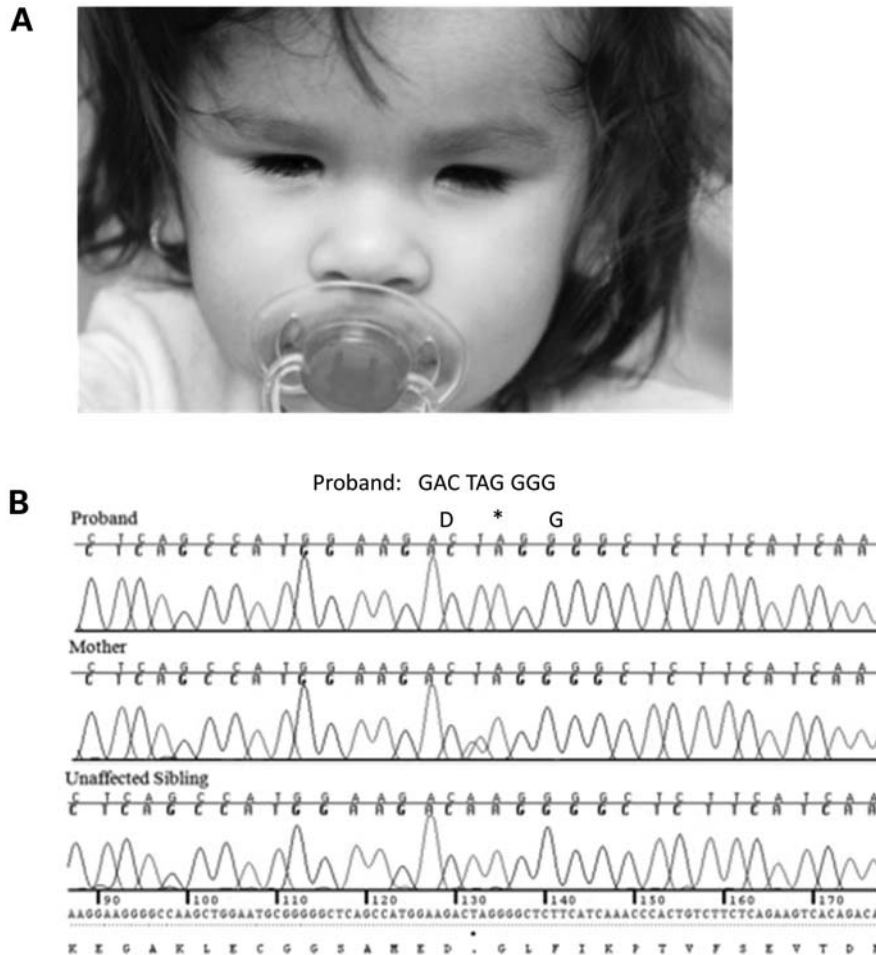 A
Proband: GAC TAG GGG
D * G
B
Proband
C T C A G C C A T G G A A G A C T A G G G G C T C T T C A T C A A
C T C A G C C A T G G A A G A C T A G G G G C T C T T C A T C A A
Mother
C T C A G C C A T G G A A G A C T A G G G G C T C T T C A T C A A
C T C A G C C A T G G A A G A C T A G G G G C T C T T C A T C A A
Unaffected Sibling
C T C A G C C A T G G A A G A C A A G G G G C T C T T C A T C A A
C T C A G C C A T G G A A G A C A A G G G G C T C T T C A T C A A
90 100 110 120 130 140 150 160 170
AAGGAAGGGGCCAAGCTGGAATGCGGGGGCTCAGCCATGGAAGACTAGGGGCTCTTCATCAAACCCACTGTCTTCTCAGAAGTCACAGACA
K E G A K L E C G G S A M E D . G L F I K P T V F S E V T D